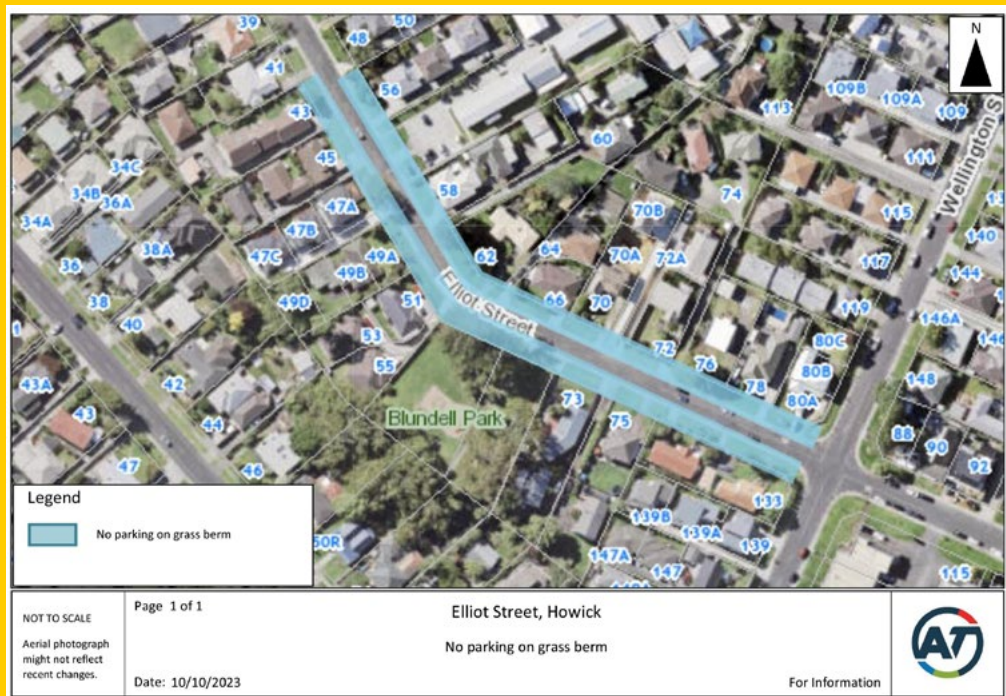 39
50
48
41
56
43
45
34C
34B
36A
34A
38A
36
38
40
47A
47B
47C
49A
49B
49D
51
53
55
42
44
46
43A
43
47
58
60
62
64
66
70
70A
70B
72A
72
74
76
78
80A
80B
80C
113
109B
109A
109
111
115
117
119
Wellington S
140
144
146A
146
148
88
90
92
115
Elliot Street
Blundell Park
73
75
133
139B
139A
139
147A
147
50R
N
Legend
No parking on grass berm
NOT TO SCALE
Aerial photograph
might not reflect
recent changes.
Page 1 of 1
Date: 10/10/2023
Elliot Street, Howick
No parking on grass berm
For Information
AT